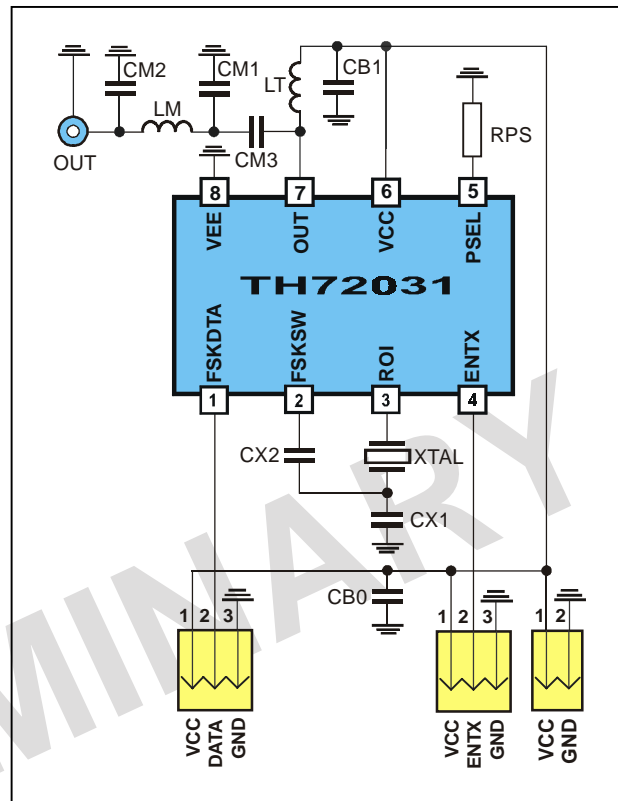 CM2
CM1
CB1
LT
LM
RPS
CM3
OUT
8 7 6 5
VEE OUT VCC PSEL
TH72031
FSKDTA FSKSW ROI ENTX
1 2 3 4
CX2
XTAL
CX1
CB0
1 2 3
1 2 3
1 2
VCC DATA GND
VCC ENTX GND
VCC GND
MINARY